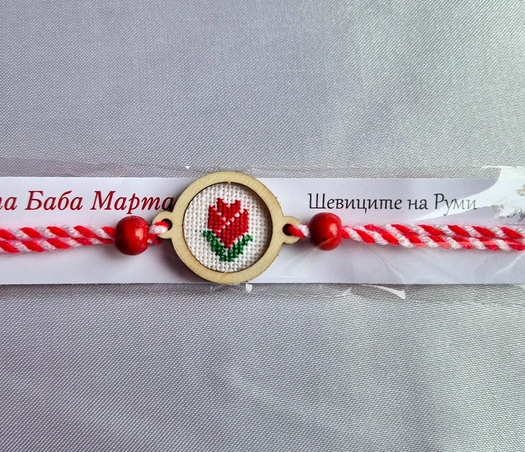 Баба Марта
Шевиците на Руми